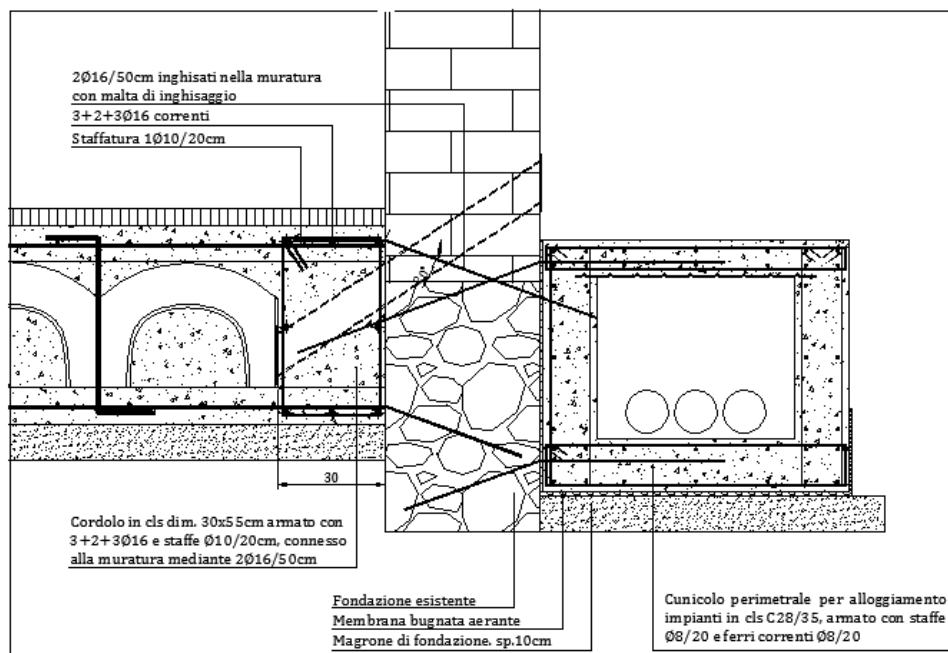 2Ø16/50cm inghisati nella muratura
con malta di inghisaggio
3+2+3Ø16 correnti
Staffatura 1Ø10/20cm
30
Cordolo in cls dim. 30x55cm armato con
3+2+3Ø16 e staffe Ø10/20cm, connesso
alla muratura mediante 2Ø16/50cm
Fondazione esistente
Membrana bugnata aerante
Magrone di fondazione. sp.10cm
Cunicolo perimetrale per alloggiamento
impianti in cls C28/35, armato con staffe
Ø8/20 e ferri correnti Ø8/20